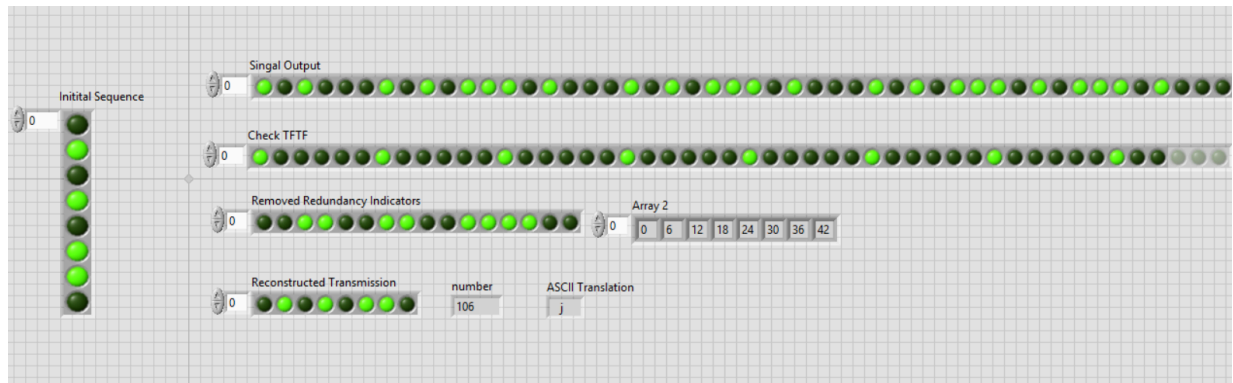 Singal Output
0
Initital Sequence
0
Check TFTF
0
Removed Redundancy Indicators
0
Array 2
0
0 6 12 18 24 30 36 42
Reconstructed Transmission
0
number
106
ASCII Translation
j